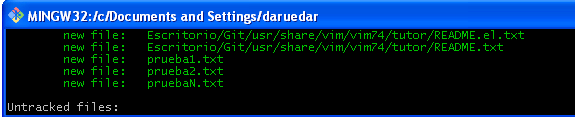 MINGW32:/c/Documents and Settings/daruedar
new file: Escritorio/Git/usr/share/vim/vim74/tutor/README.el.txt
new file: Escritorio/Git/usr/share/vim/vim74/tutor/README.txt
new file: prueba1.txt
new file: prueba2.txt
new file: pruebaN.txt
Untracked files: